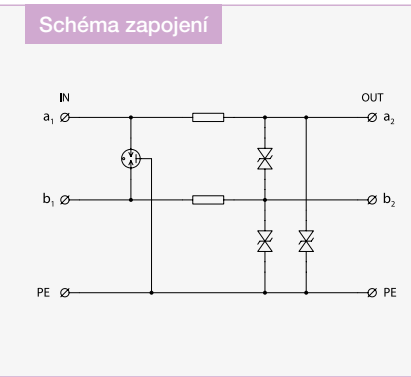 Schéma zapojení
IN OUT
a₁ a₂
b₁ b₂
PE PE